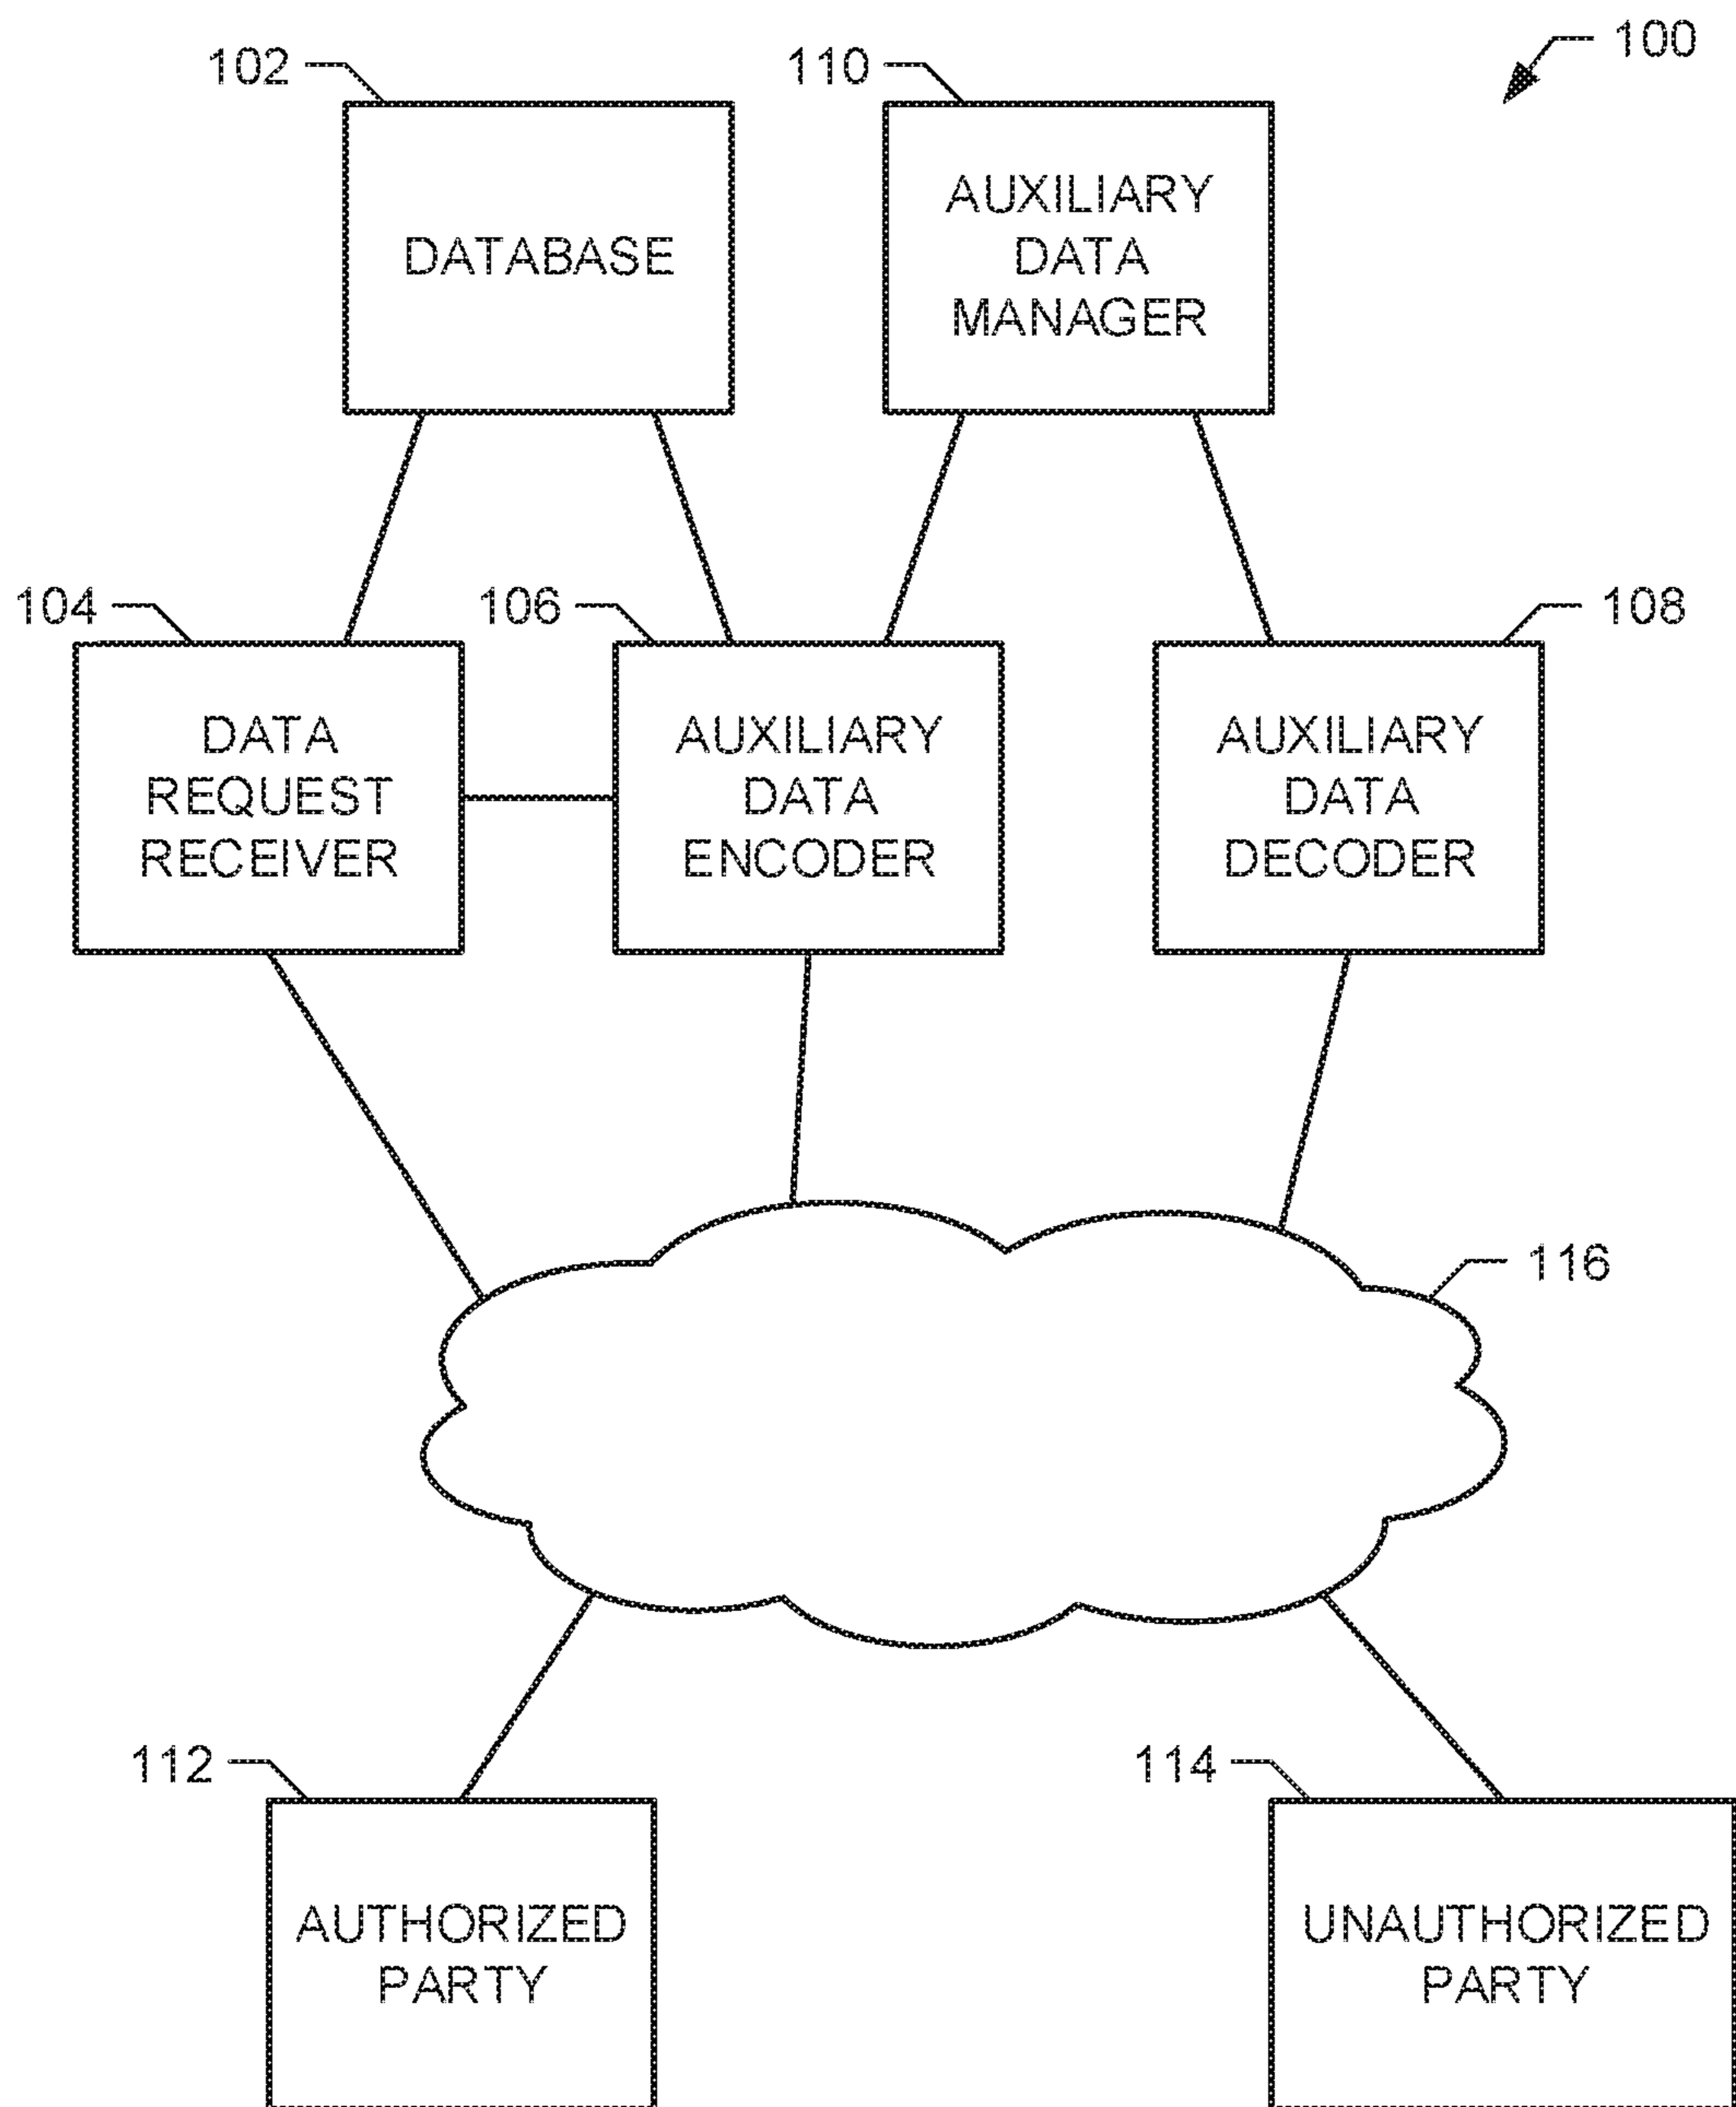 100
102
110
DATABASE
AUXILIARY
DATA
MANAGER
104
106
108
DATA
REQUEST
RECEIVER
AUXILIARY
DATA
ENCODER
AUXILIARY
DATA
DECODER
116
112
114
AUTHORIZED
PARTY
UNAUTHORIZED
PARTY